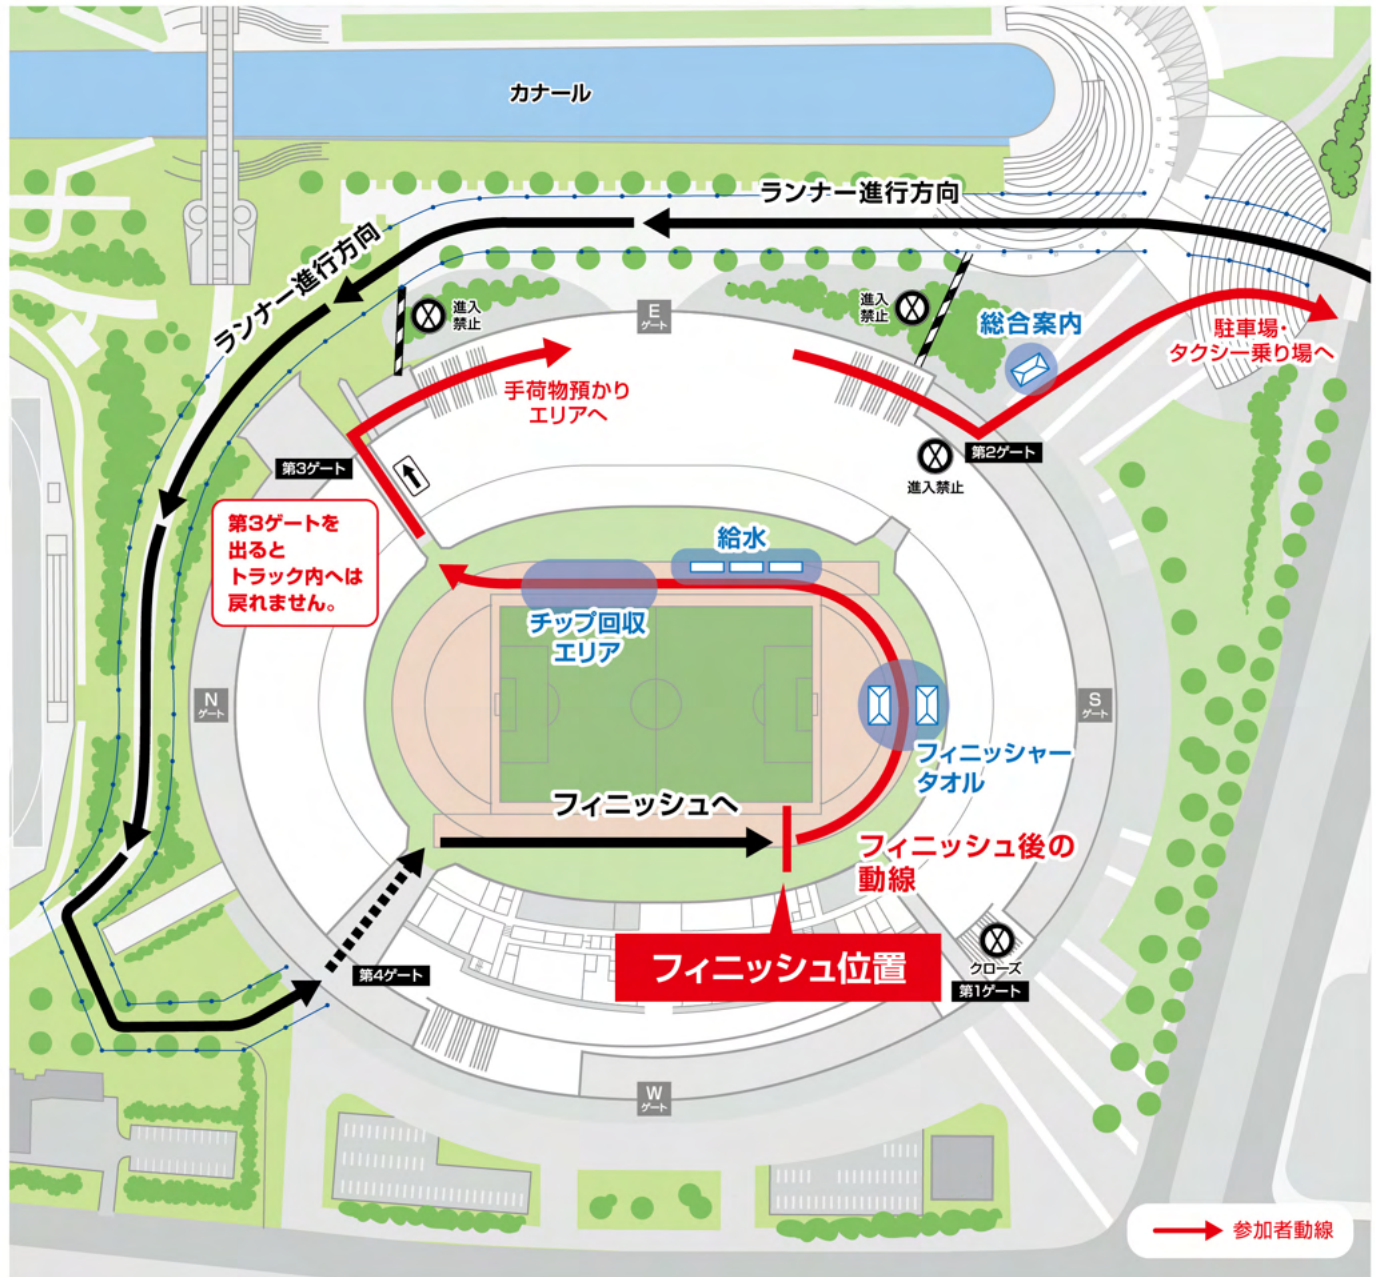 カナール
ランナー進行方向
ランナー進行方向
進入
禁止
E
ゲート
進入
禁止
総合案内
駐車場・
タクシー乗り場へ
手荷物預かり
エリアへ
第3ゲート
第2ゲート
進入禁止
第3ゲートを
出ると
トラック内へは
戻れません。
給水
チップ回収
エリア
N
ゲート
S
ゲート
フィニッシャー
タオル
フィニッシュへ
フィニッシュ後の
動線
フィニッシュ位置
第4ゲート
クローズ
第1ゲート
W
ゲート
参加者動線